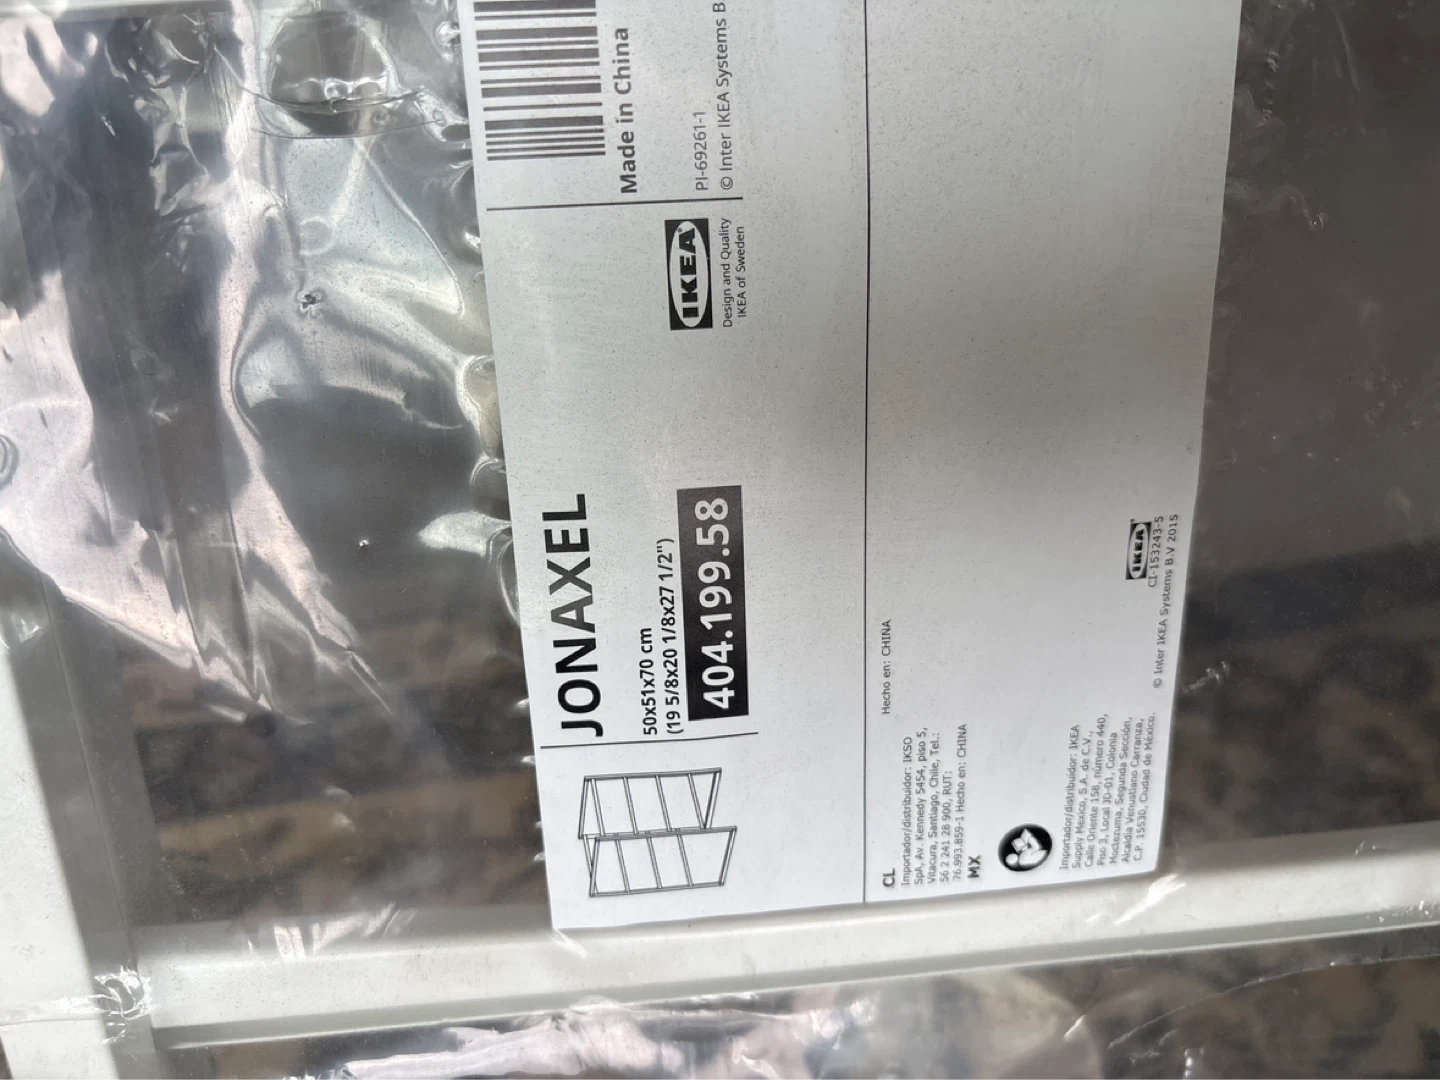 JONAXEL
50x51x70 cm
(19 5/8x20 1/8x27 1/2")
404.199.58
IKEA
Design and Quality
IKEA of Sweden
Made in China
PI-69261-1
© Inter IKEA Systems B
CL
Importador/distribuidor: IKSO
SpA, Av. Kennedy 5454, piso 5,
Vitacura, Santiago, Chile, Tel.:
56 2 241 28 900, RUT:
76.993.859-1 Hecho en: CHINA
MX
Hecho en: CHINA
Importador/distribuidor: IKEA
Supply Mexico, S.A. de C.V.,
Calle Oriente 158, número 440,
Piso 3, Local 3D-01, Colonia
Moctezuma, Segunda Sección,
Alcaldía Venustiano Carranza,
C.P. 15530, Ciudad de México.
IKEA
CI-153243-5
© Inter IKEA Systems B.V 2015